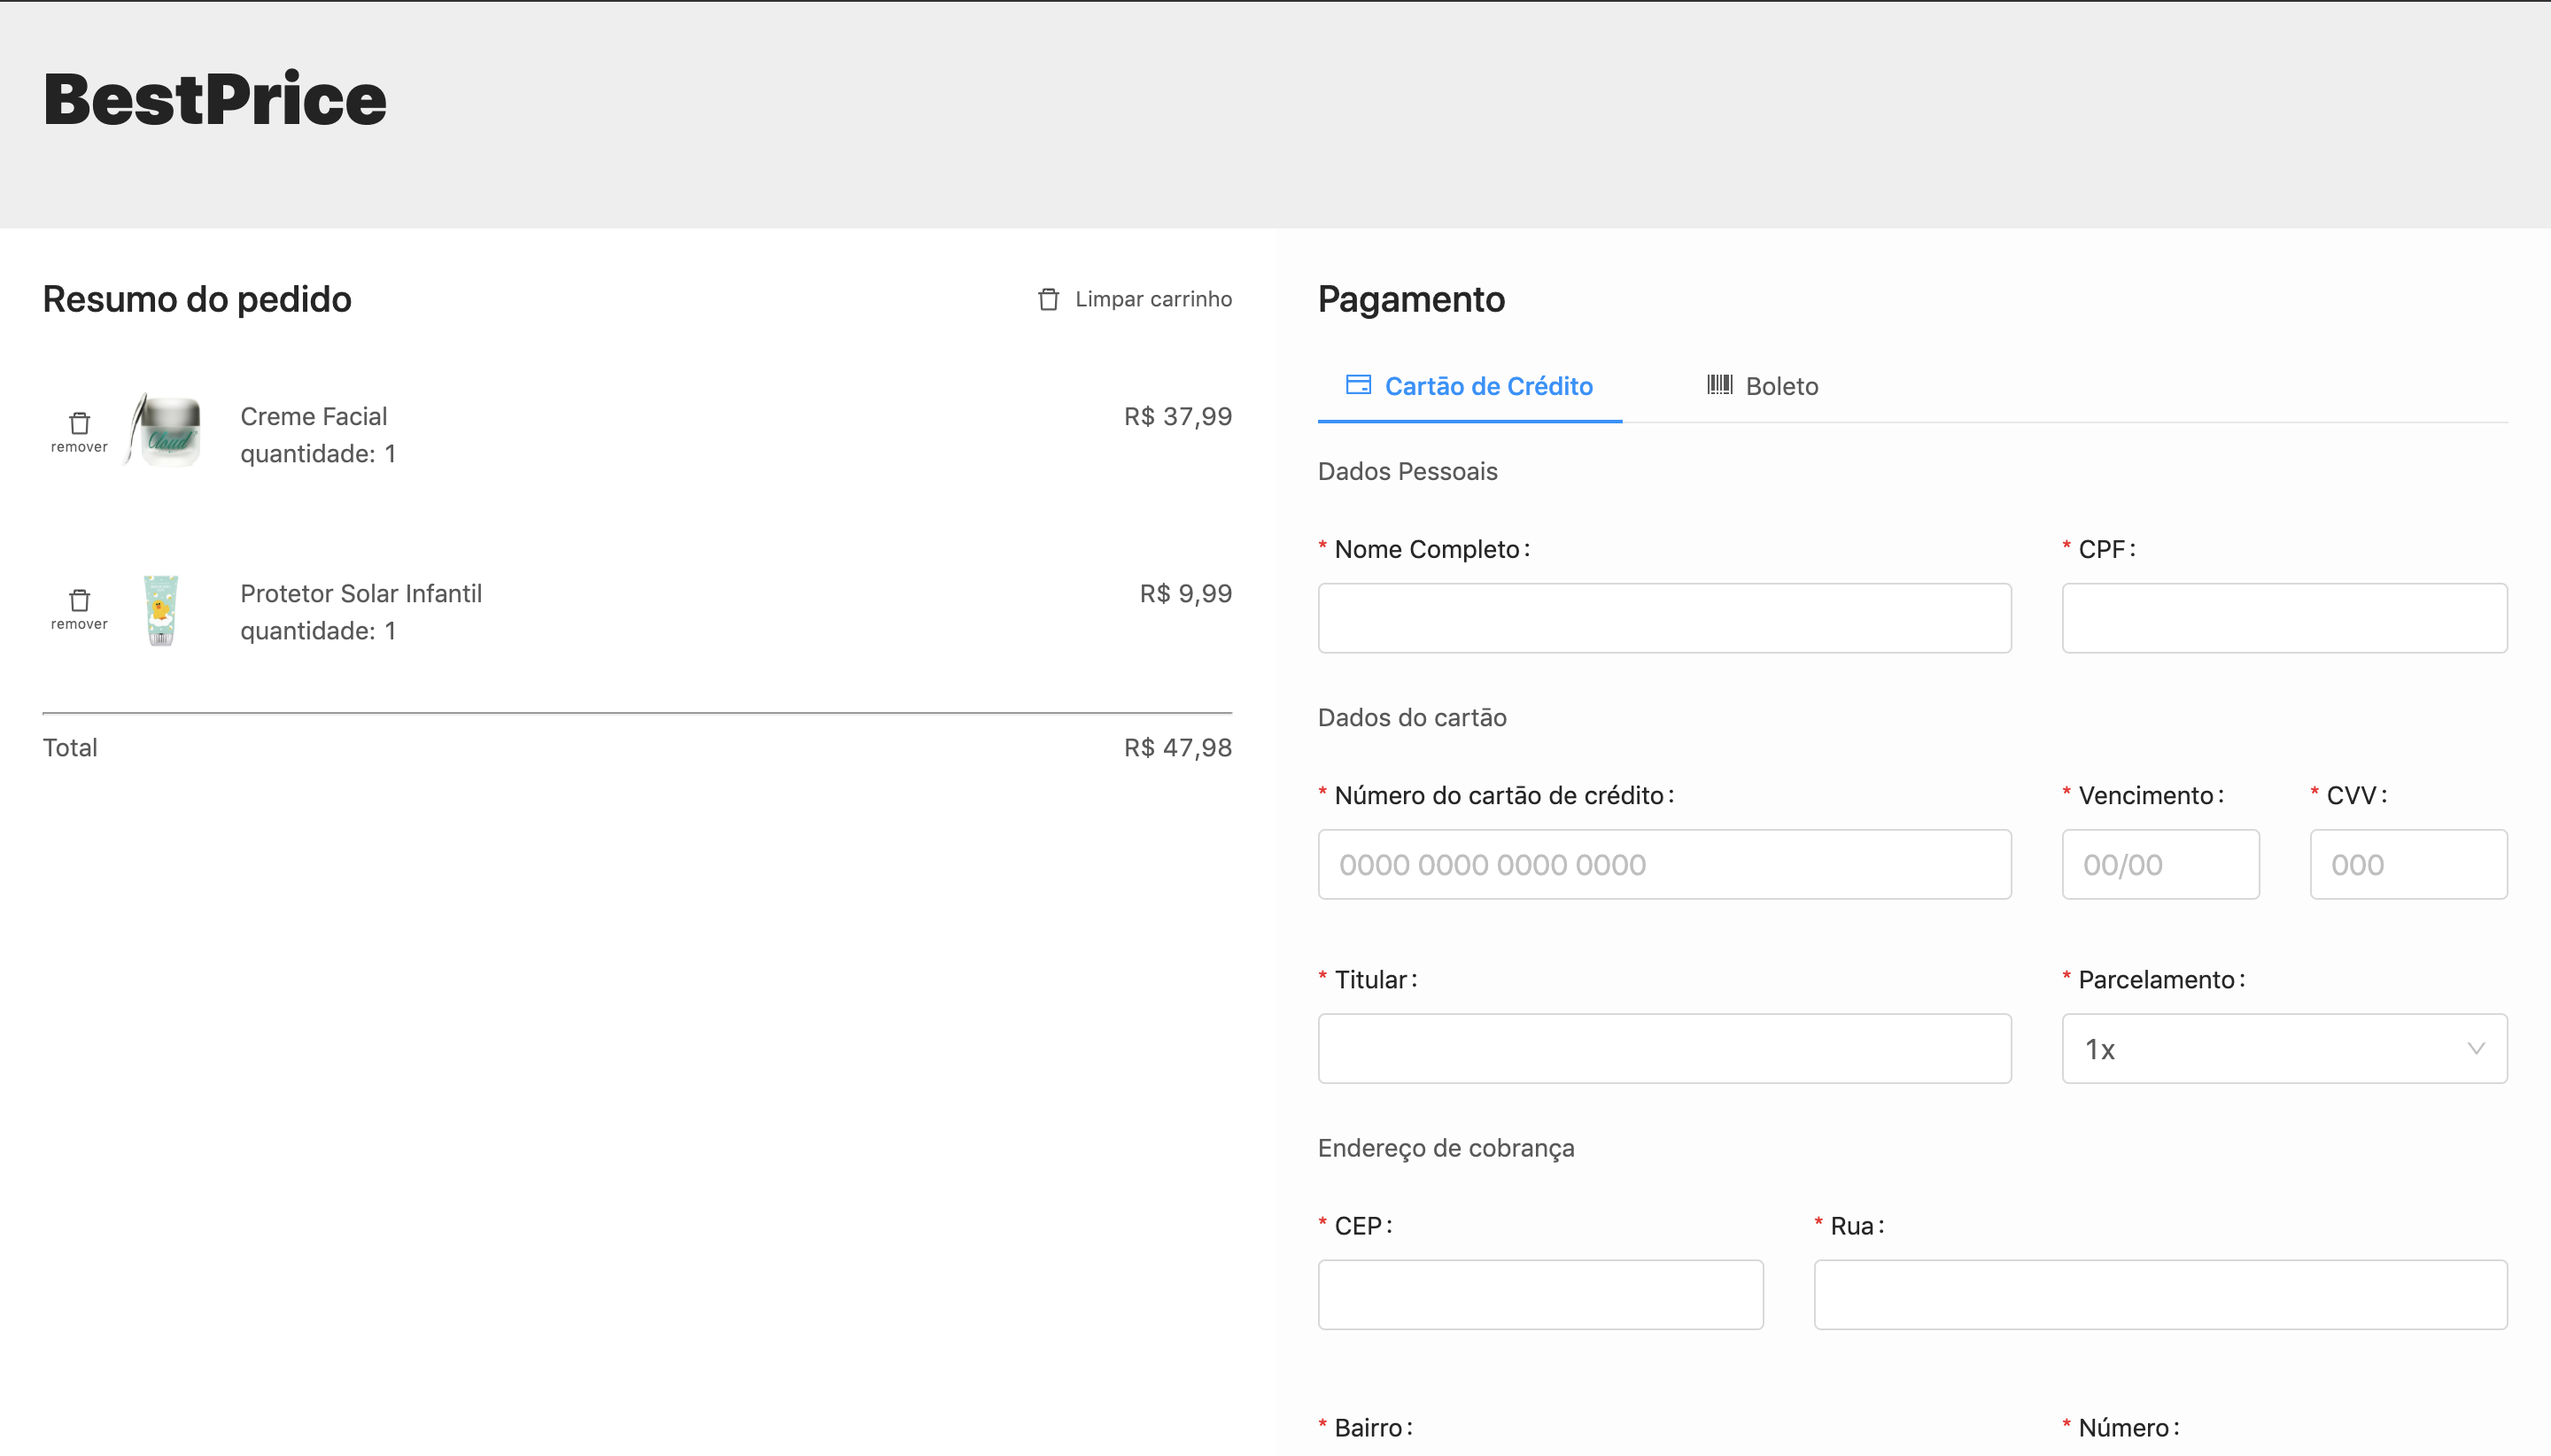 BestPrice
Resumo do pedido
Limpar carrinho
remover
Cloud
Creme Facial
quantidade: 1
R$ 37,99
remover
Protetor Solar Infantil
quantidade: 1
R$ 9,99
Total
R$ 47,98
Pagamento
Cartão de Crédito
Boleto
Dados Pessoais
* Nome Completo:
* CPF:
Dados do cartão
* Número do cartão de crédito:
* Vencimento:
* CVV:
0000 0000 0000 0000
00/00
000
* Titular:
* Parcelamento:
1x
Endereço de cobrança
* CEP:
* Rua:
* Bairro:
* Número: